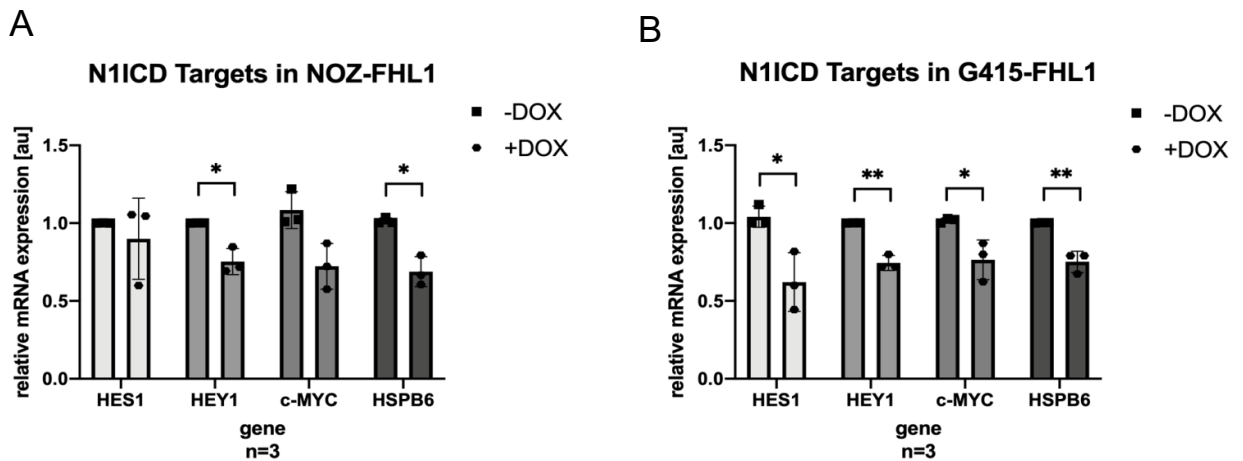 A
N1ICD Targets in NOZ-FHL1
-DOX
+DOX
relative mRNA expression [au]
1.5
1.0
0.5
0.0
*
*
HES1 HEY1 c-MYC HSPB6
gene
n=3
B
N1ICD Targets in G415-FHL1
-DOX
+DOX
relative mRNA expression [au]
1.5
1.0
0.5
0.0
* ** * **
HES1 HEY1 c-MYC HSPB6
gene
n=3